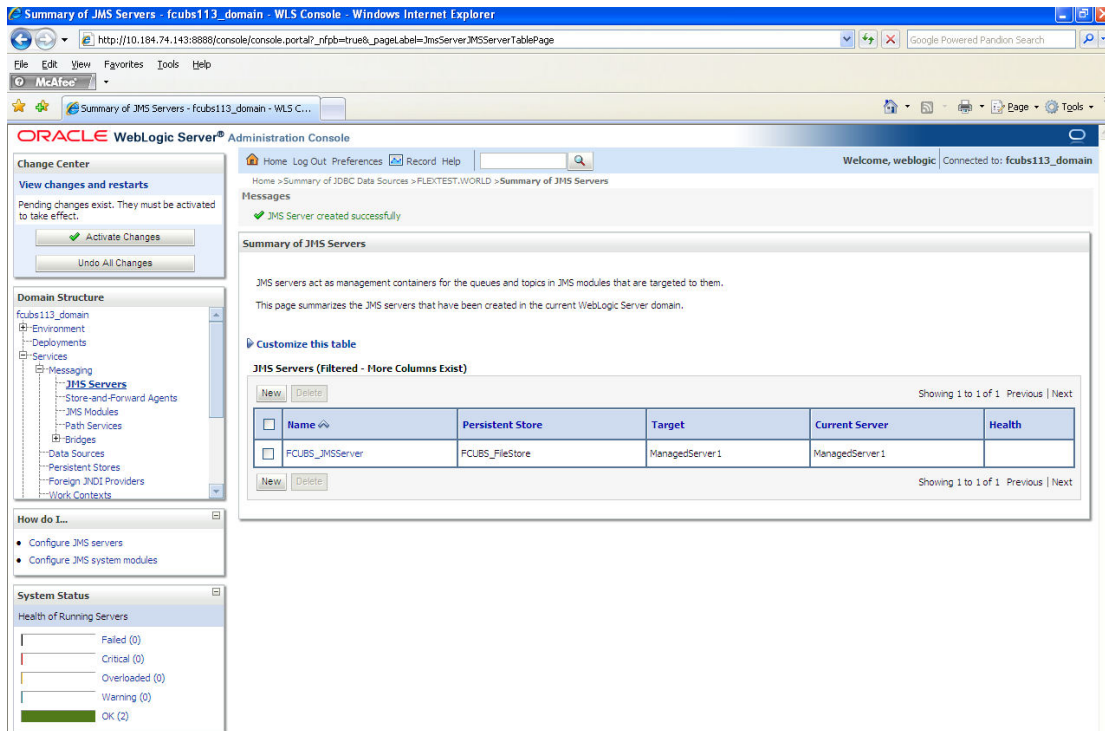 Summary of JMS Servers - fcubs113_domain - WLS Console - Windows Internet Explorer
http://10.184.74.143:8888/console/console.portal?_nfpb=true&_pageLabel=JmsServerJMSServerTablePage
Google Powered Pandion Search
File Edit View Favorites Tools Help
McAfee
Summary of JMS Servers - fcubs113_domain - WLS C...
Page Tools
ORACLE WebLogic Server® Administration Console
Change Center
View changes and restarts
Pending changes exist. They must be activated
to take effect.
Activate Changes
Undo All Changes
Domain Structure
fcubs113_domain
Environment
Deployments
Services
Messaging
JMS Servers
Store-and-Forward Agents
JMS Modules
Path Services
Bridges
Data Sources
Persistent Stores
Foreign JNDI Providers
Work Contexts
How do I...
Configure JMS servers
Configure JMS system modules
System Status
Health of Running Servers
Failed (0)
Critical (0)
Overloaded (0)
Warning (0)
OK (2)
Home Log Out Preferences Record Help
Welcome, weblogic Connected to: fcubs113_domain
Home >Summary of JDBC Data Sources >FLEXTEST.WORLD >Summary of JMS Servers
Messages
JMS Server created successfully
Summary of JMS Servers
JMS servers act as management containers for the queues and topics in JMS modules that are targeted to them.
This page summarizes the JMS servers that have been created in the current WebLogic Server domain.
Customize this table
JMS Servers (Filtered - More Columns Exist)
New Delete Showing 1 to 1 of 1 Previous | Next
Name Persistent Store Target Current Server Health
FCUBS_JMSServer FCUBS_FileStore ManagedServer1 ManagedServer1
New Delete Showing 1 to 1 of 1 Previous | Next